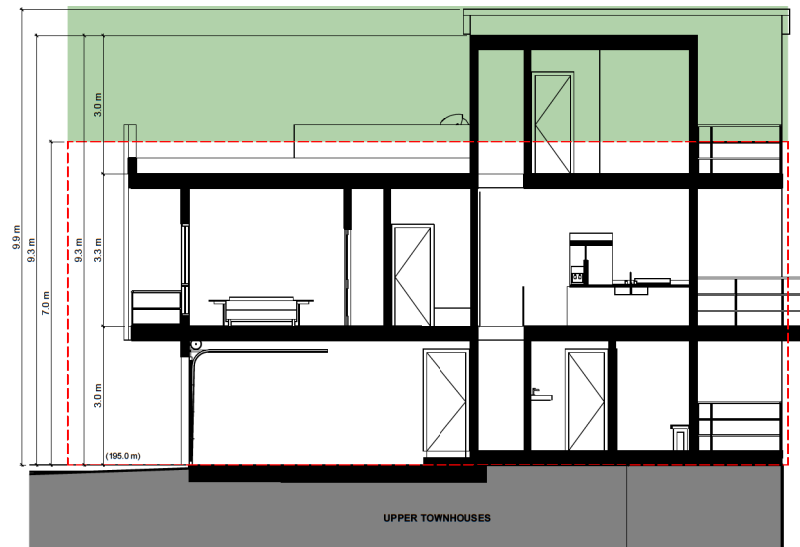 9.9 m
9.3 m
7.0 m
9.3 m
3.0 m
3.3 m
3.0 m
(195.0 m)
UPPER TOWNHOUSES